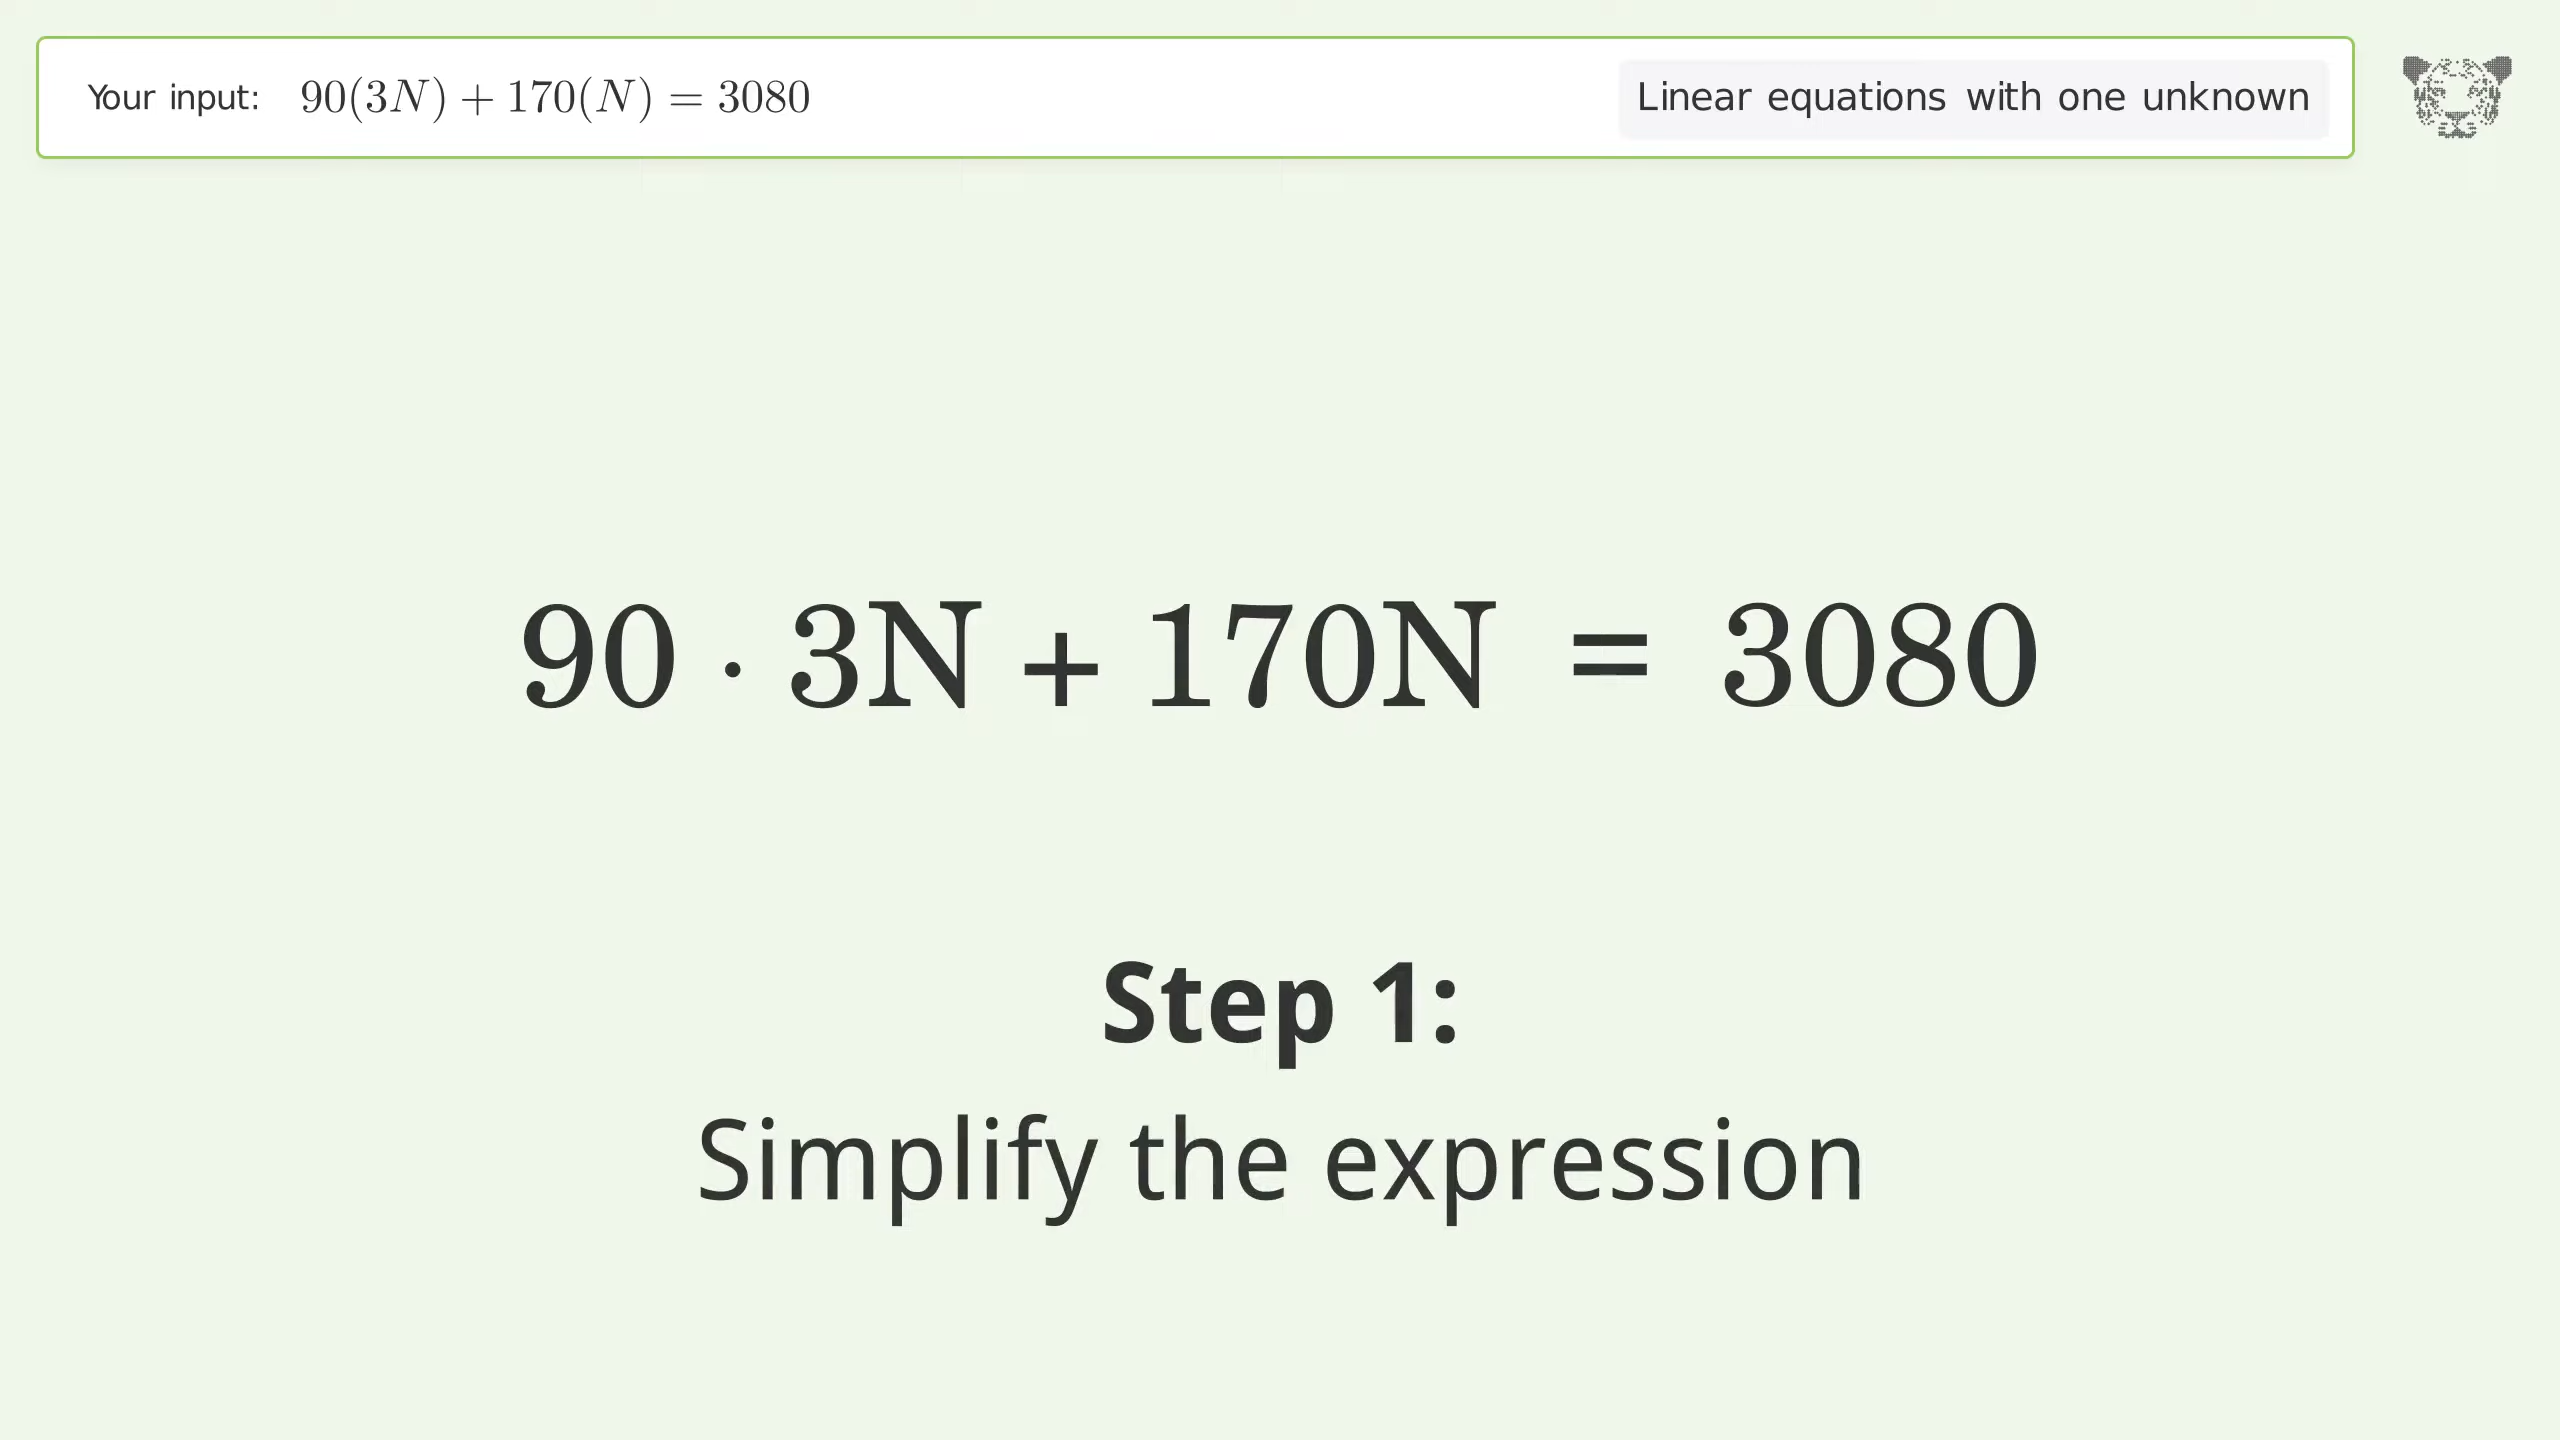 Your input: 90(3N) + 170(N) = 3080 Linear equations with one unknown
90 · 3N + 170N = 3080
Step 1:
Simplify the expression